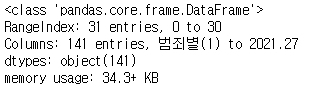 <class 'pandas.core.frame.DataFrame'>
RangeIndex: 31 entries, 0 to 30
Columns: 141 entries, 범죄별(1) to 2021.27
dtypes: object(141)
memory usage: 34.3+ KB